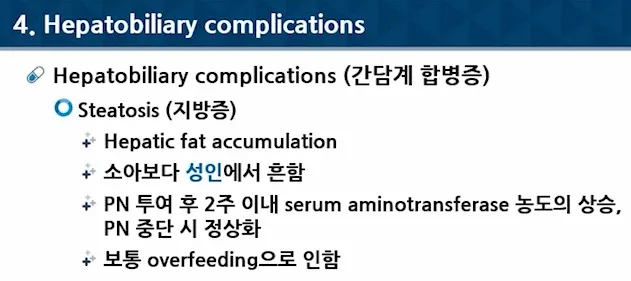 4. Hepatobiliary complications
Hepatobiliary complications (간담계 합병증)
Steatosis (지방증)
Hepatic fat accumulation
소아보다 성인에서 흔함
PN 투여 후 2주 이내 serum aminotransferase 농도의 상승,
PN 중단 시 정상화
보통 overfeeding으로 인함